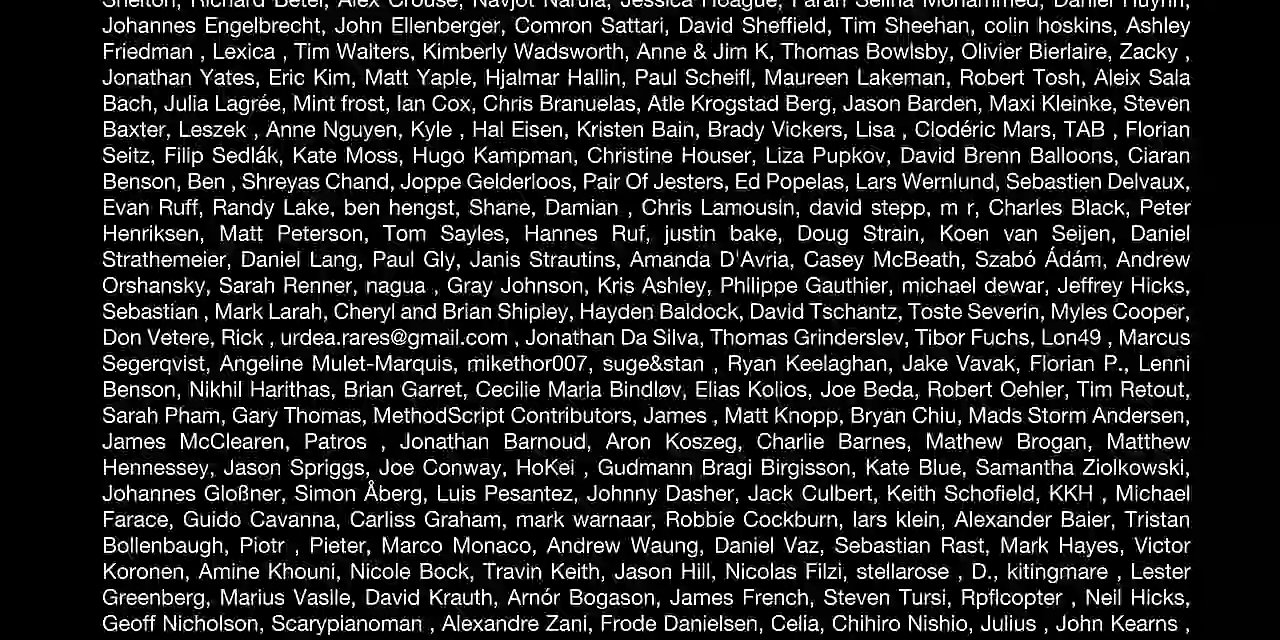 Shelton, Richard Beter, Alex Crouse, Navjot Narula, Jessica Hoague, Farah Selina Mohammed, Daniel Huynh,
Johannes Engelbrecht, John Ellenberger, Comron Sattari, David Sheffield, Tim Sheehan, colin hoskins, Ashley
Friedman , Lexica , Tim Walters, Kimberly Wadsworth, Anne & Jim K, Thomas Bowlsby, Olivier Bierlaire, Zacky ,
Jonathan Yates, Eric Kim, Matt Yaple, Hjalmar Hallin, Paul Scheifl, Maureen Lakeman, Robert Tosh, Aleix Sala
Bach, Julia Lagrée, Mint frost, Ian Cox, Chris Branuelas, Atle Krogstad Berg, Jason Barden, Maxi Kleinke, Steven
Baxter, Leszek , Anne Nguyen, Kyle , Hal Eisen, Kristen Bain, Brady Vickers, Lisa , Clodéric Mars, TAB , Florian
Seitz, Filip Sedlák, Kate Moss, Hugo Kampman, Christine Houser, Liza Pupkov, David Brenn Balloons, Ciaran
Benson, Ben , Shreyas Chand, Joppe Gelderloos, Pair Of Jesters, Ed Popelas, Lars Wernlund, Sebastien Delvaux,
Evan Ruff, Randy Lake, ben hengst, Shane, Damian , Chris Lamousin, david stepp, m r, Charles Black, Peter
Henriksen, Matt Peterson, Tom Sayles, Hannes Ruf, justin bake, Doug Strain, Koen van Seijen, Daniel
Strathemeier, Daniel Lang, Paul Gly, Janis Strautins, Amanda D'Avria, Casey McBeath, Szabó Ádám, Andrew
Orshansky, Sarah Renner, nagua , Gray Johnson, Kris Ashley, Philippe Gauthier, michael dewar, Jeffrey Hicks,
Sebastian , Mark Larah, Cheryl and Brian Shipley, Hayden Baldock, David Tschantz, Toste Severin, Myles Cooper,
Don Vetere, Rick , urdea.rares@gmail.com , Jonathan Da Silva, Thomas Grinderslev, Tibor Fuchs, Lon49 , Marcus
Segerqvist, Angeline Mulet-Marquis, mikethor007, suge&stan , Ryan Keelaghan, Jake Vavak, Florian P., Lenni
Benson, Nikhil Harithas, Brian Garret, Cecilie Maria Bindløv, Elias Kolios, Joe Beda, Robert Oehler, Tim Retout,
Sarah Pham, Gary Thomas, MethodScript Contributors, James , Matt Knopp, Bryan Chiu, Mads Storm Andersen,
James McClearen, Patros , Jonathan Barnoud, Aron Koszeg, Charlie Barnes, Mathew Brogan, Matthew
Hennessey, Jason Spriggs, Joe Conway, HoKei , Gudmann Bragi Birgisson, Kate Blue, Samantha Ziolkowski,
Johannes Gloßner, Simon Åberg, Luis Pesantez, Johnny Dasher, Jack Culbert, Keith Schofield, KKH , Michael
Farace, Guido Cavanna, Carliss Graham, mark warnaar, Robbie Cockburn, lars klein, Alexander Baier, Tristan
Bollenbaugh, Piotr , Pieter, Marco Monaco, Andrew Waung, Daniel Vaz, Sebastian Rast, Mark Hayes, Victor
Koronen, Amine Khouni, Nicole Bock, Travin Keith, Jason Hill, Nicolas Filzi, stellarose , D., kitingmare , Lester
Greenberg, Marius Vasile, David Krauth, Arnór Bogason, James French, Steven Tursi, Rpflcopter , Neil Hicks,
Geoff Nicholson, Scarypianoman , Alexandre Zani, Frode Danielsen, Celia, Chihiro Nishio, Julius , John Kearns ,